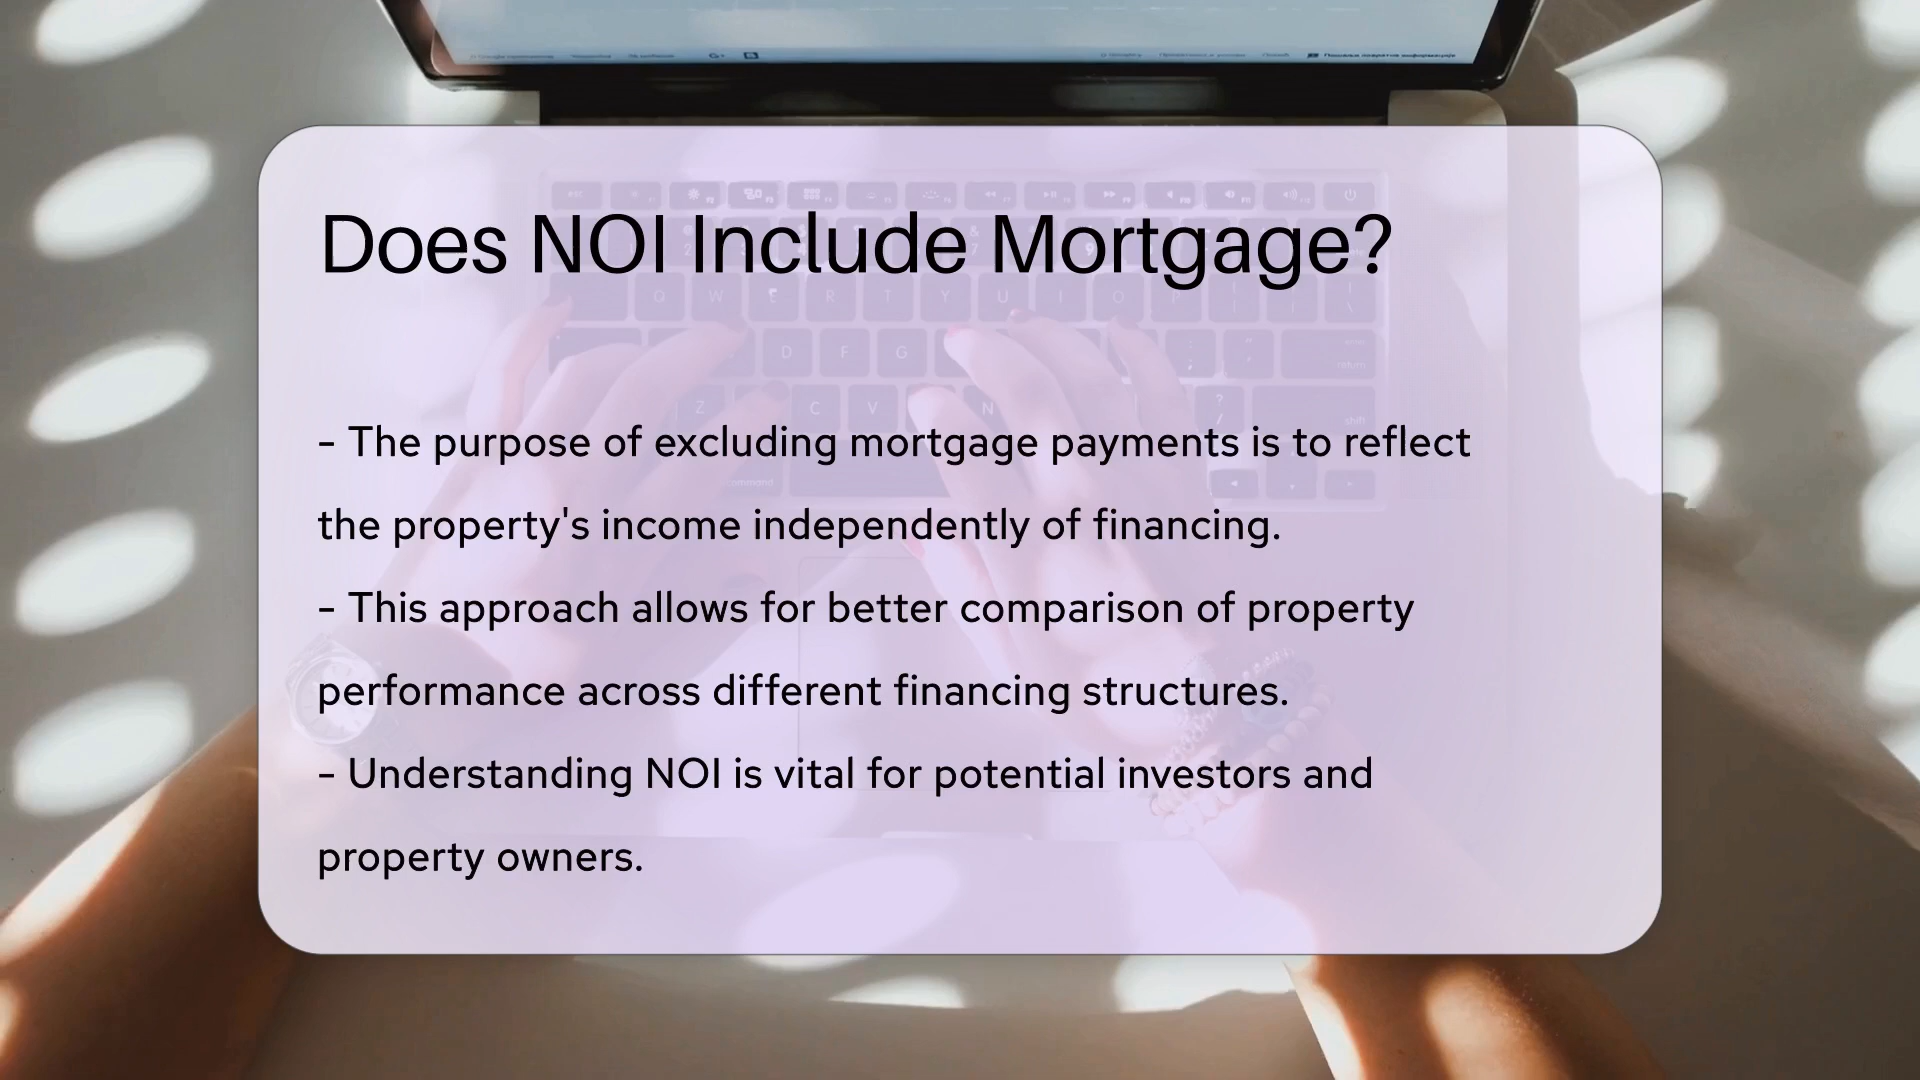 Does NOI Include Mortgage?
- The purpose of excluding mortgage payments is to reflect
the property's income independently of financing.
- This approach allows for better comparison of property
performance across different financing structures.
- Understanding NOI is vital for potential investors and
property owners.